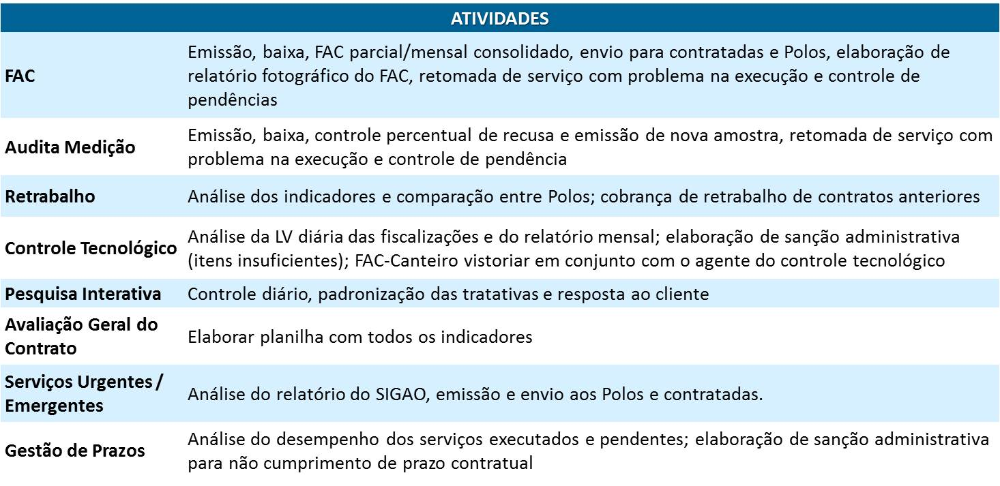 ATIVIDADES
FAC
Emissão, baixa, FAC parcial/mensal consolidado, envio para contratadas e Polos, elaboração de
relatório fotográfico do FAC, retomada de serviço com problema na execução e controle de
pendências
Audita Medição
Emissão, baixa, controle percentual de recusa e emissão de nova amostra, retomada de serviço com
problema na execução e controle de pendência
Retrabalho
Análise dos indicadores e comparação entre Polos; cobrança de retrabalho de contratos anteriores
Controle Tecnológico
Análise da LV diária das fiscalizações e do relatório mensal; elaboração de sanção administrativa
(itens insuficientes); FAC-Canteiro vistoriar em conjunto com o agente do controle tecnológico
Pesquisa Interativa
Controle diário, padronização das tratativas e resposta ao cliente
Avaliação Geral do
Contrato
Elaborar planilha com todos os indicadores
Serviços Urgentes /
Emergentes
Análise do relatório do SIGAO, emissão e envio aos Polos e contratadas.
Gestão de Prazos
Análise do desempenho dos serviços executados e pendentes; elaboração de sanção administrativa
para não cumprimento de prazo contratual